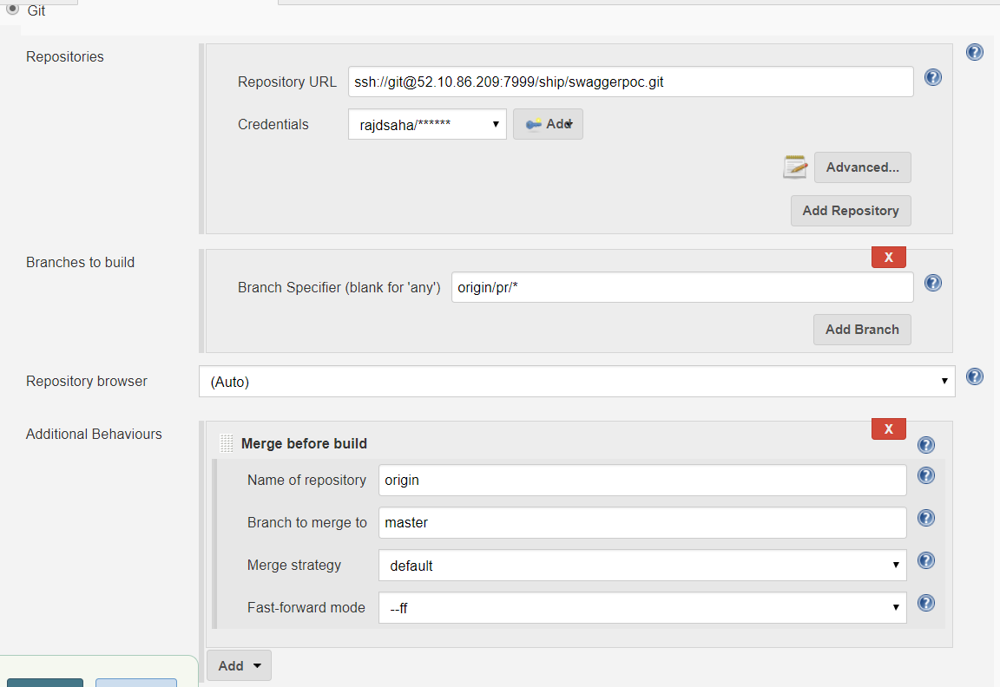 Git
Repositories
Repository URL ssh://git@52.10.86.209:7999/ship/swaggerpoc.git
Credentials rajdsaha/****** Add
Advanced...
Add Repository
Branches to build
X
Branch Specifier (blank for 'any') origin/pr/*
Add Branch
Repository browser (Auto)
Additional Behaviours
X
Merge before build
Name of repository origin
Branch to merge to master
Merge strategy default
Fast-forward mode --ff
Add